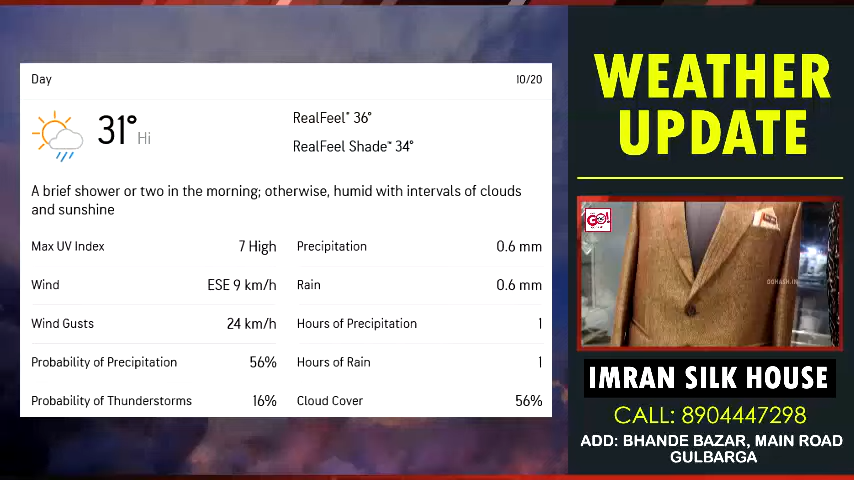 Day
10/20
31° Hi
RealFeel® 36°
RealFeel Shade™ 34°
A brief shower or two in the morning; otherwise, humid with intervals of clouds
and sunshine
Max UV Index 7 High
Precipitation 0.6 mm
Wind ESE 9 km/h
Rain 0.6 mm
Wind Gusts 24 km/h
Hours of Precipitation 1
Probability of Precipitation 56%
Hours of Rain 1
Probability of Thunderstorms 16%
Cloud Cover 56%
WEATHER
UPDATE
GO!
IMRAN SILK HOUSE
CALL: 8904447298
ADD: BHANDE BAZAR, MAIN ROAD
GULBARGA